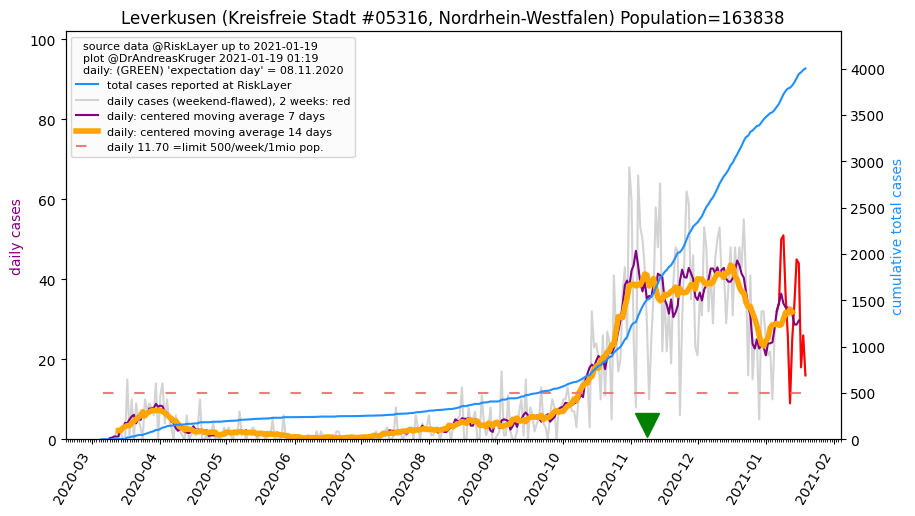 Leverkusen (Kreisfreie Stadt #05316, Nordrhein-Westfalen) Population=163838
source data @RiskLayer up to 2021-01-19
plot @DrAndreasKruger 2021-01-19 01:19
daily: (GREEN) 'expectation day' = 08.11.2020
total cases reported at RiskLayer
daily cases (weekend-flawed), 2 weeks: red
daily: centered moving average 7 days
daily: centered moving average 14 days
daily 11.70 =limit 500/week/1mio pop.
daily cases
100
80
60
40
20
0
cumulative total cases
4000
3500
3000
2500
2000
1500
1000
500
0
2020-03
2020-04
2020-05
2020-06
2020-07
2020-08
2020-09
2020-10
2020-11
2020-12
2021-01
2021-02